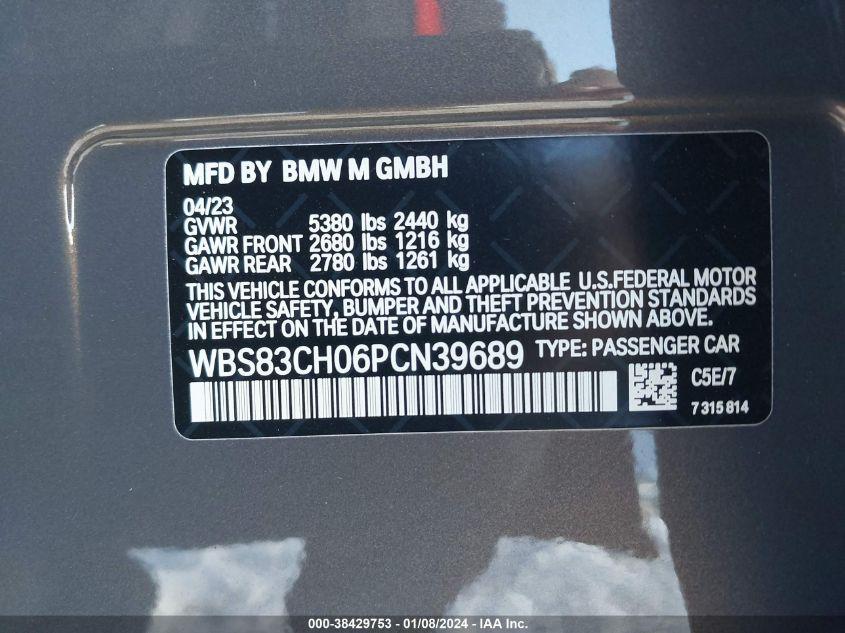 MFD BY BMW M GMBH
04/23
GVWR 5380 lbs 2440 kg
GAWR FRONT 2680 lbs 1216 kg
GAWR REAR 2780 lbs 1261 kg
THIS VEHICLE CONFORMS TO ALL APPLICABLE U.S.FEDERAL MOTOR
VEHICLE SAFETY, BUMPER AND THEFT PREVENTION STANDARDS
IN EFFECT ON THE DATE OF MANUFACTURE SHOWN ABOVE.
WBS83CH06PCN39689 TYPE: PASSENGER CAR
C5E/7
7 315 814
000-38429753 - 01/08/2024 - IAA Inc.